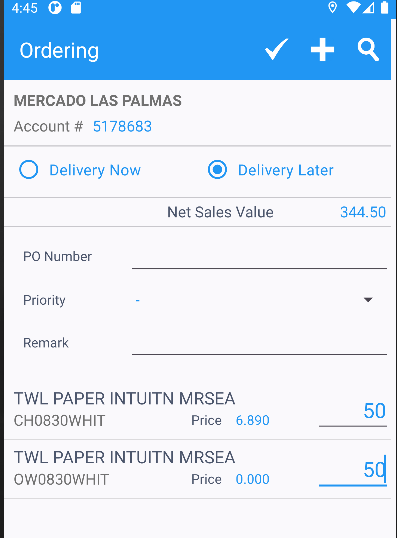 4:45
Ordering
MERCADO LAS PALMAS
Account # 5178683
Delivery Now Delivery Later
Net Sales Value 344.50
PO Number
Priority -
Remark
TWL PAPER INTUITN MRSEA
CH0830WHIT Price 6.890 50
TWL PAPER INTUITN MRSEA
OW0830WHIT Price 0.000 50